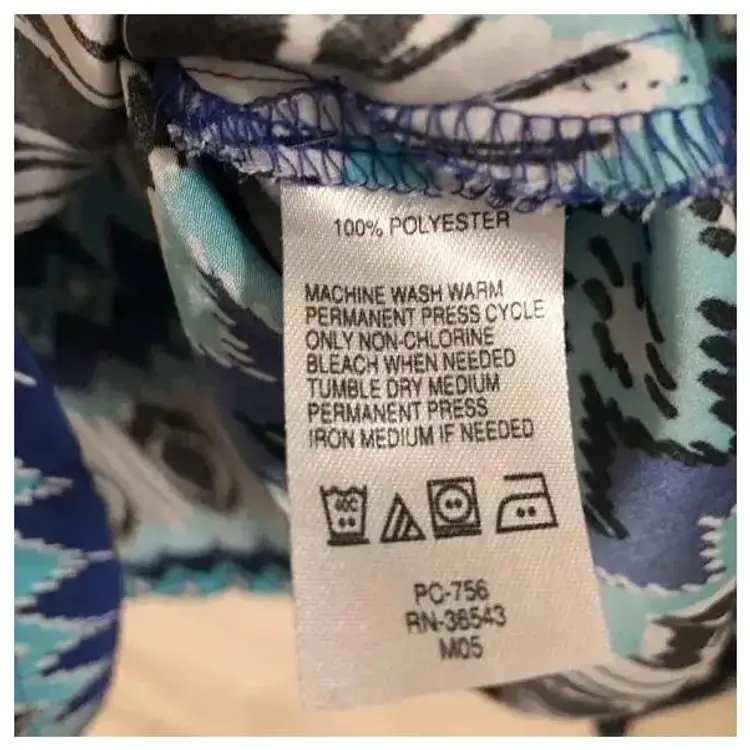 100% POLYESTER
MACHINE WASH WARM
PERMANENT PRESS CYCLE
ONLY NON-CHLORINE
BLEACH WHEN NEEDED
TUMBLE DRY MEDIUM
PERMANENT PRESS
IRON MEDIUM IF NEEDED
40C
PC-756
RN-36543
M05